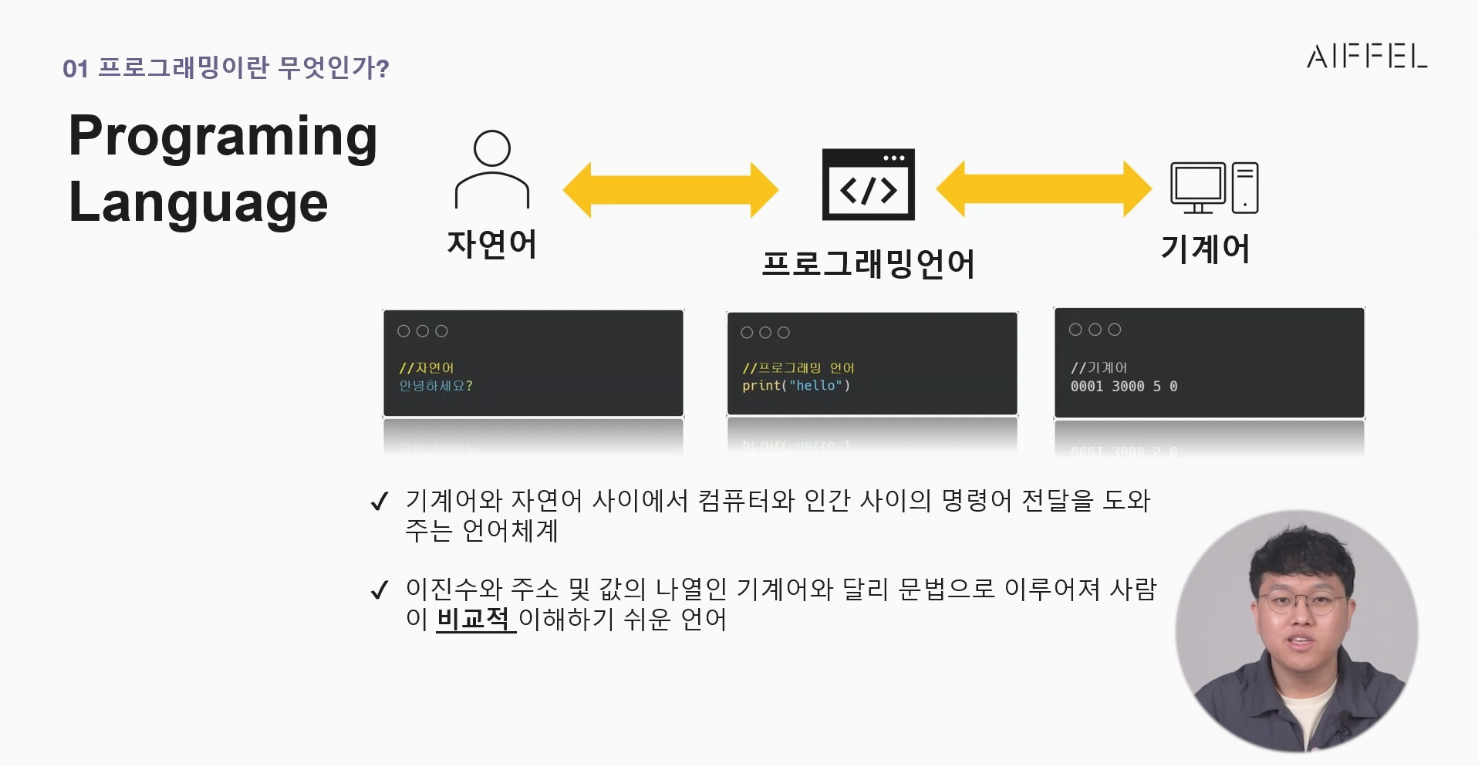 01 프로그래밍이란 무엇인가?
AIFFEL
Programing
Language
자연어
프로그래밍언어
기계어
//자연어
안녕하세요?
//프로그래밍 언어
print("hello")
//기계어
0001 3000 5 0
✓ 기계어와 자연어 사이에서 컴퓨터와 인간 사이의 명령어 전달을 도와
주는 언어체계
✓ 이진수와 주소 및 값의 나열인 기계어와 달리 문법으로 이루어져 사람
이 비교적 이해하기 쉬운 언어